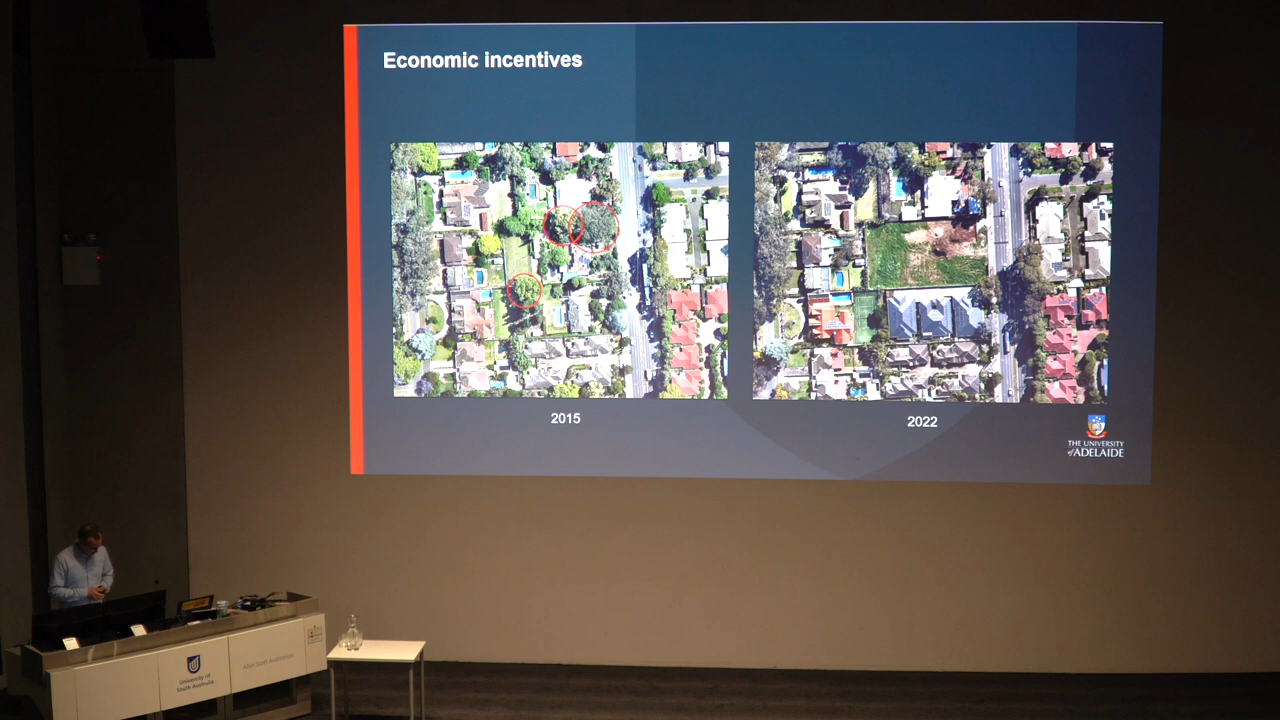 Economic incentives
2015
2022
THE UNIVERSITY
of ADELAIDE
University of
South Australia
Allan Scott Auditorium